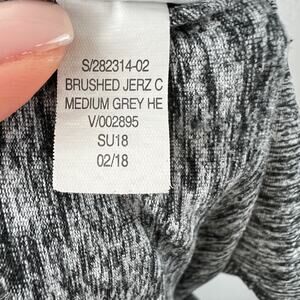 S/282314-02
BRUSHED JERZ C
MEDIUM GREY HE
V/002895
SU18
02/18